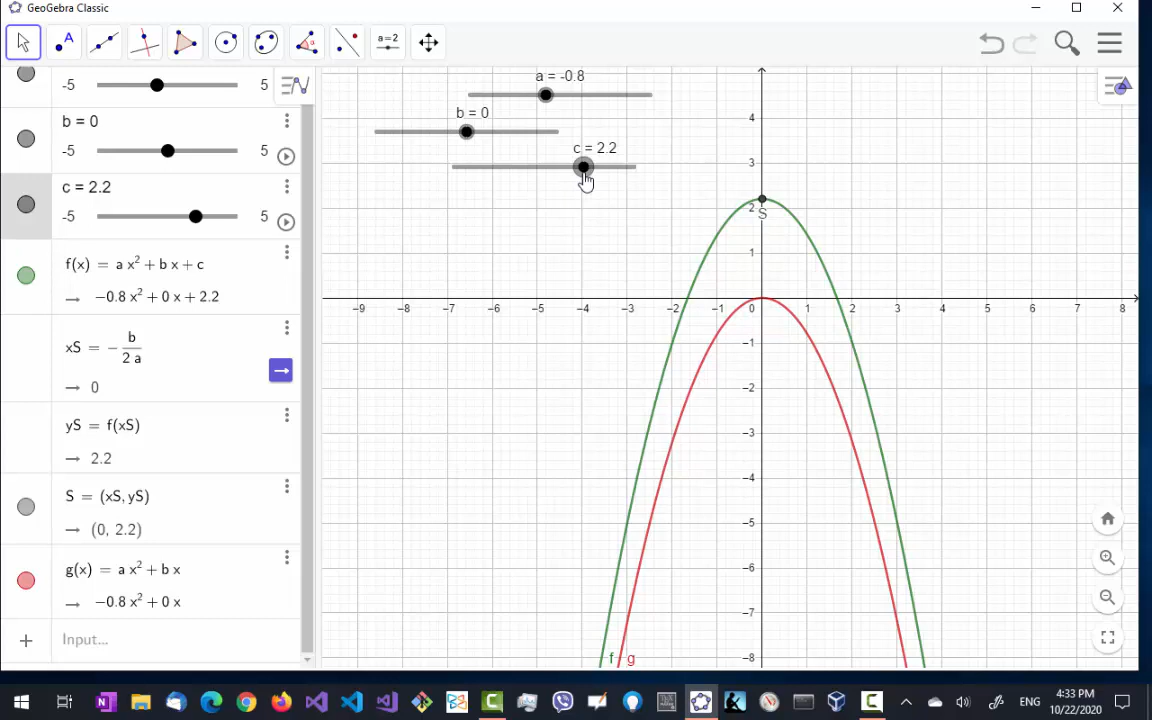 GeoGebra Classic
A
a=2
-5 5
b = 0
-5 5
c = 2.2
-5 5
f(x) = a x² + b x + c
→ −0.8 x² + 0 x + 2.2
xS = − b / 2 a
→ 0
yS = f(xS)
→ 2.2
S = (xS, yS)
→ (0, 2.2)
g(x) = a x² + b x
→ −0.8 x² + 0 x
+ Input...
a = -0.8
b = 0
c = 2.2
4
3
2
S
1
−9 −8 −7 −6 −5 −4 −3 −2 −1 0 1 2 3 4 5 6 7 8
−1
−2
−3
−4
−5
−6
−7
−8
f g
ENG
4:33 PM
10/22/2020